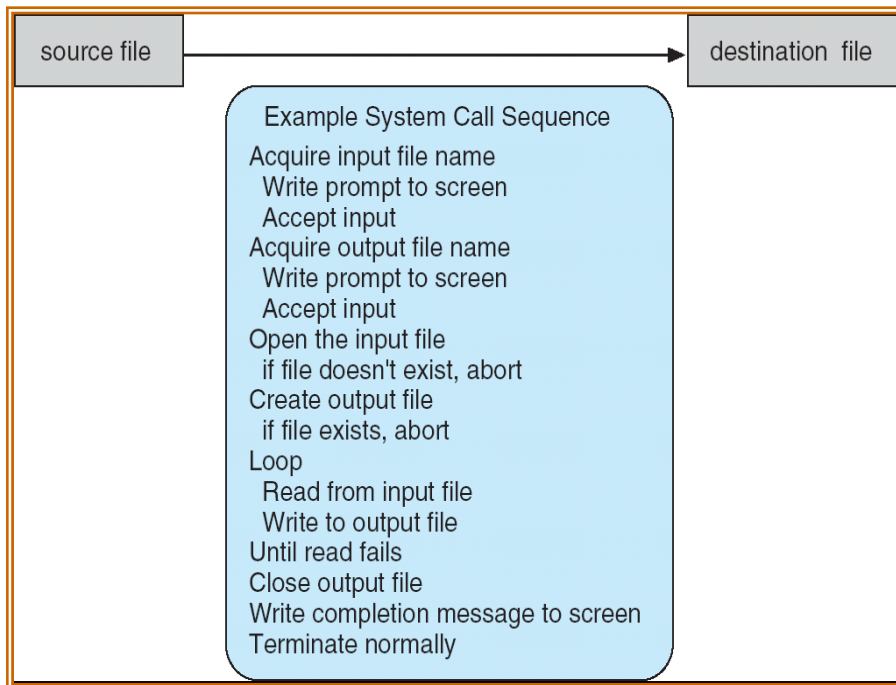 source file
destination file
Example System Call Sequence
Acquire input file name
Write prompt to screen
Accept input
Acquire output file name
Write prompt to screen
Accept input
Open the input file
if file doesn't exist, abort
Create output file
if file exists, abort
Loop
Read from input file
Write to output file
Until read fails
Close output file
Write completion message to screen
Terminate normally